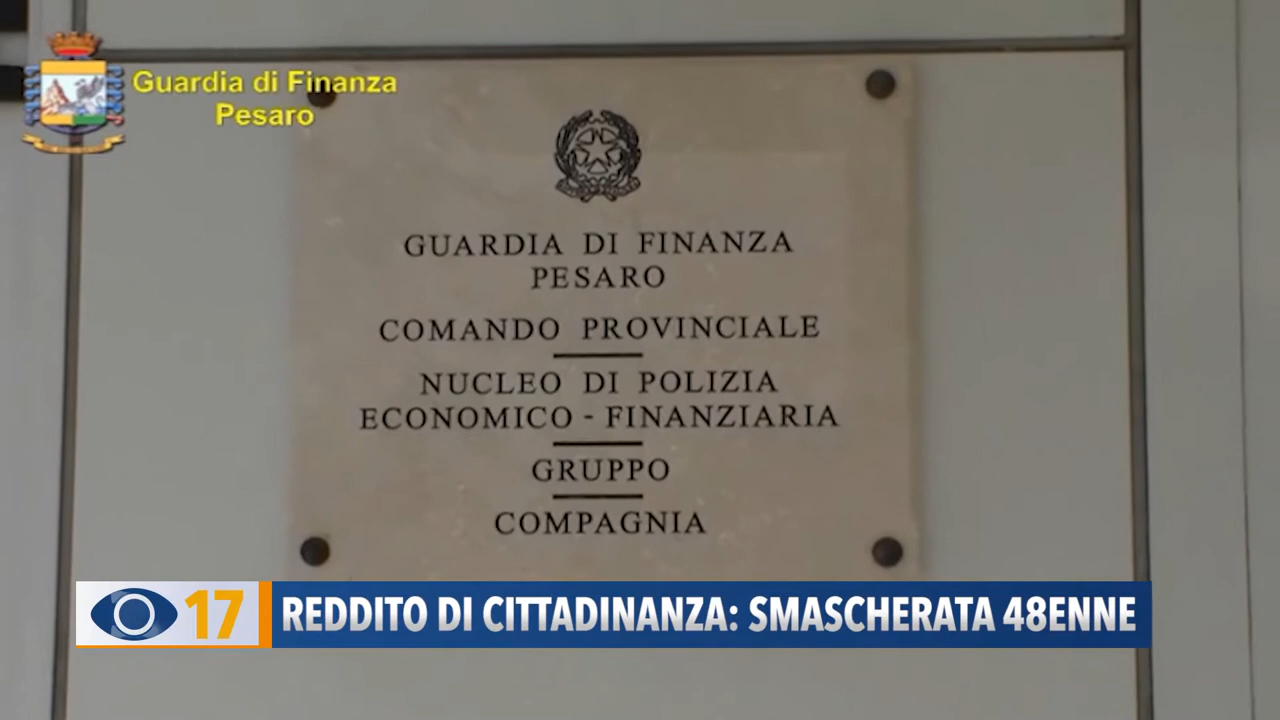 Guardia di Finanza
Pesaro
GUARDIA DI FINANZA
PESARO
COMANDO PROVINCIALE
NUCLEO DI POLIZIA
ECONOMICO - FINANZIARIA
GRUPPO
COMPAGNIA
17 REDDITO DI CITTADINANZA: SMASCHERATA 48ENNE